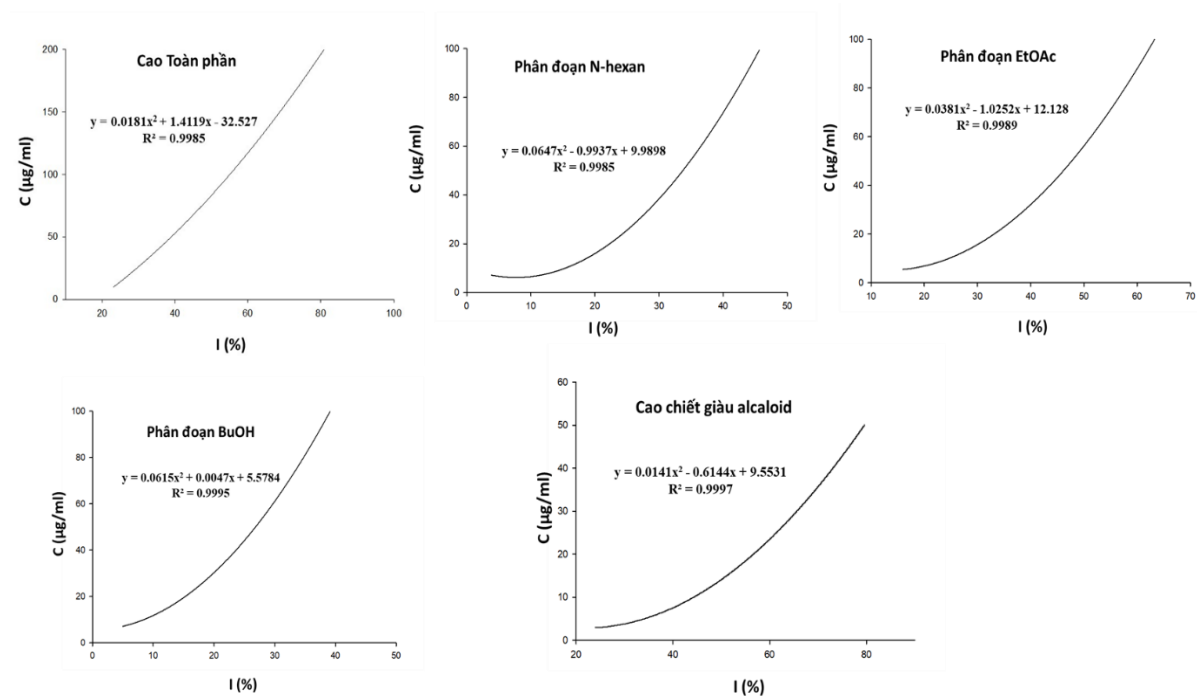 Cao Toàn phần
y = 0.0181x² + 1.4119x - 32.527
R² = 0.9985
C (µg/ml)
200
150
100
50
0
20 40 60 80 100
I (%)
Phân đoạn N-hexan
y = 0.0647x² - 0.9937x + 9.9898
R² = 0.9985
C (µg/ml)
100
80
60
40
20
0
0 10 20 30 40 50
I (%)
Phân đoạn EtOAc
y = 0.0381x² - 1.0252x + 12.128
R² = 0.9989
C (µg/ml)
100
80
60
40
20
0
10 20 30 40 50 60 70
I (%)
Phân đoạn BuOH
y = 0.0615x² + 0.0047x + 5.5784
R² = 0.9995
C (µg/ml)
100
80
60
40
20
0
0 10 20 30 40 50
I (%)
Cao chiết giàu alcaloid
y = 0.0141x² - 0.6144x + 9.5531
R² = 0.9997
C (µg/ml)
60
50
40
30
20
10
0
20 40 60 80
I (%)